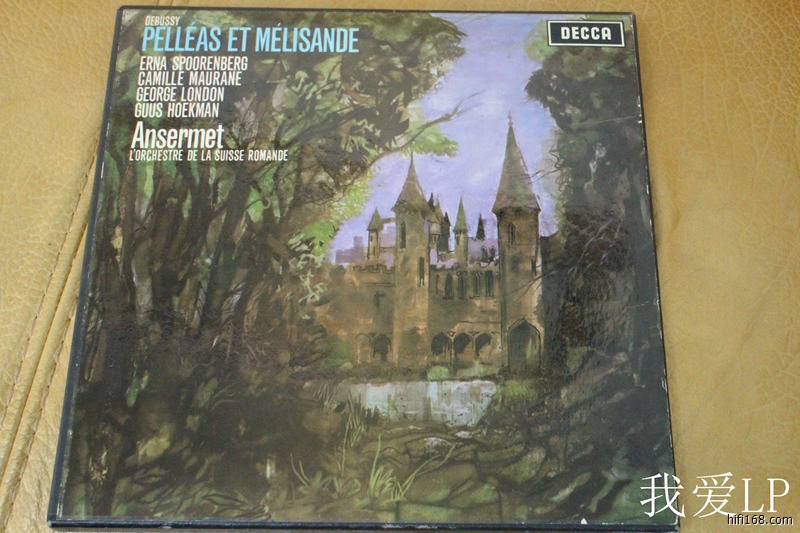 DEBUSSY
PELLÉAS ET MÉLISANDE
DECCA
ERNA SPOORENBERG
CAMILLE MAURANE
GEORGE LONDON
GUUS HOEKMAN
Ansermet
L'ORCHESTRE DE LA SUISSE ROMANDE
我爱LP
hifi168.com